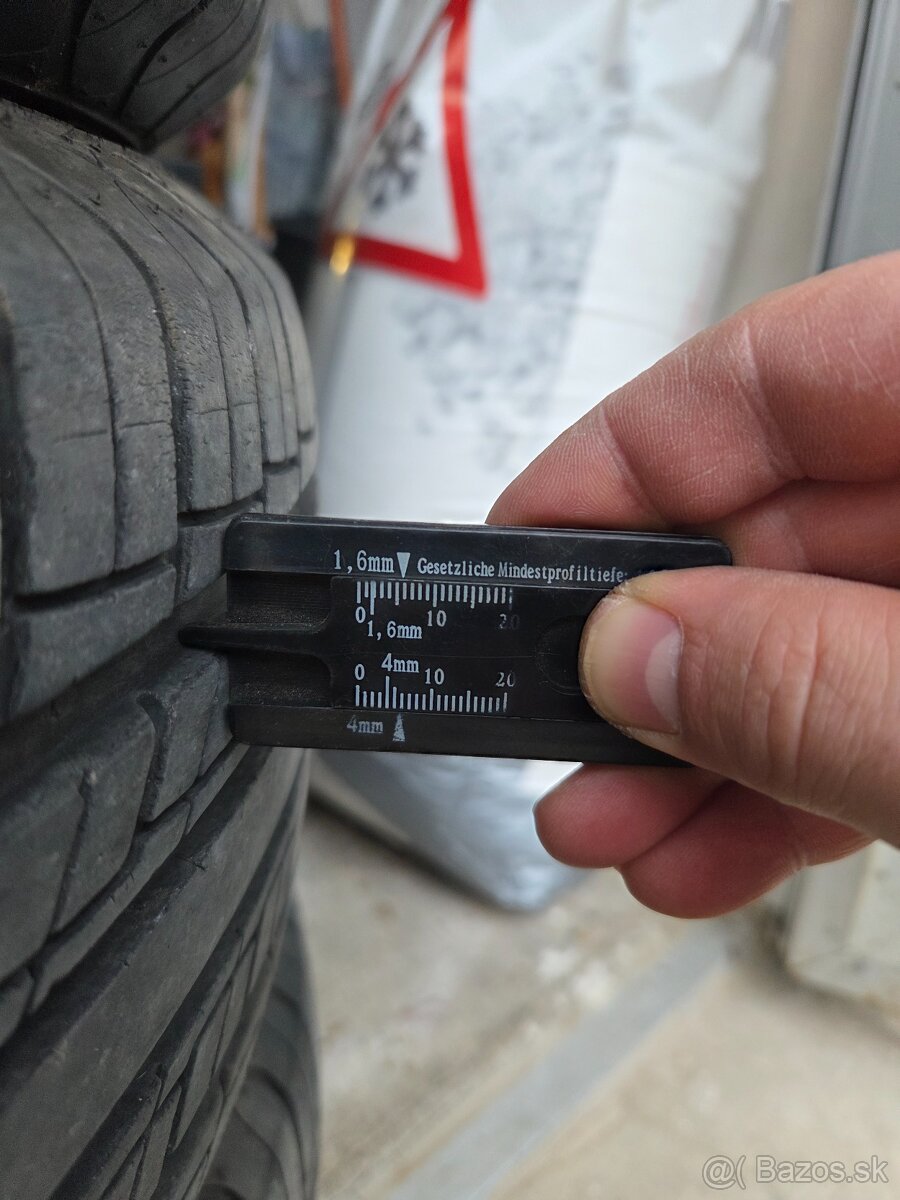 1,6mm Gesetzliche Mindestprofiltiefe:
0 10 20
1,6mm
4mm
0 10 20
4mm
@( Bazos.sk